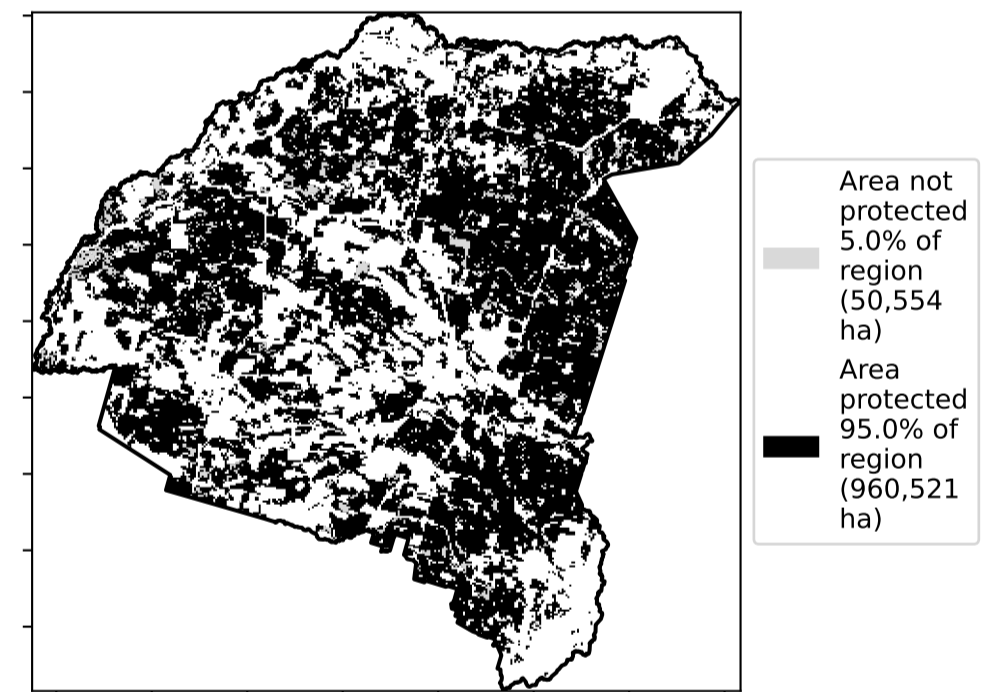 Area not
protected
5.0% of
region
(50,554
ha)
Area
protected
95.0% of
region
(960,521
ha)